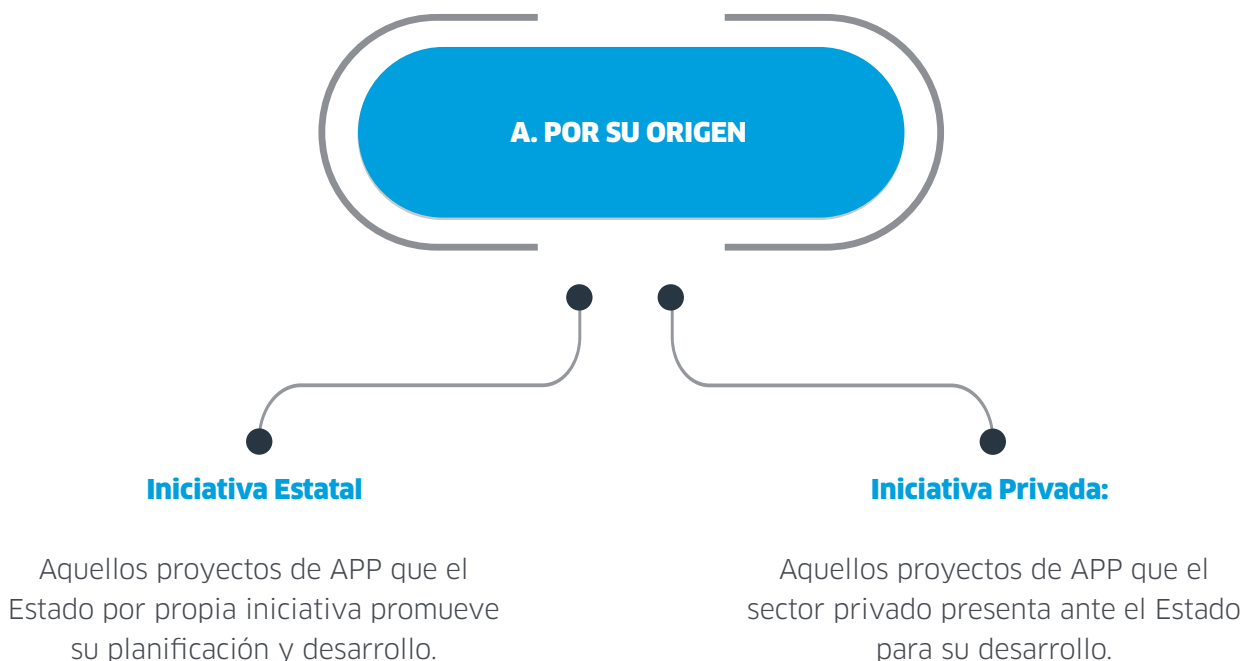 A. POR SU ORIGEN
Iniciativa Estatal
Aquellos proyectos de APP que el
Estado por propia iniciativa promueve
su planificación y desarrollo.
Iniciativa Privada:
Aquellos proyectos de APP que el
sector privado presenta ante el Estado
para su desarrollo.